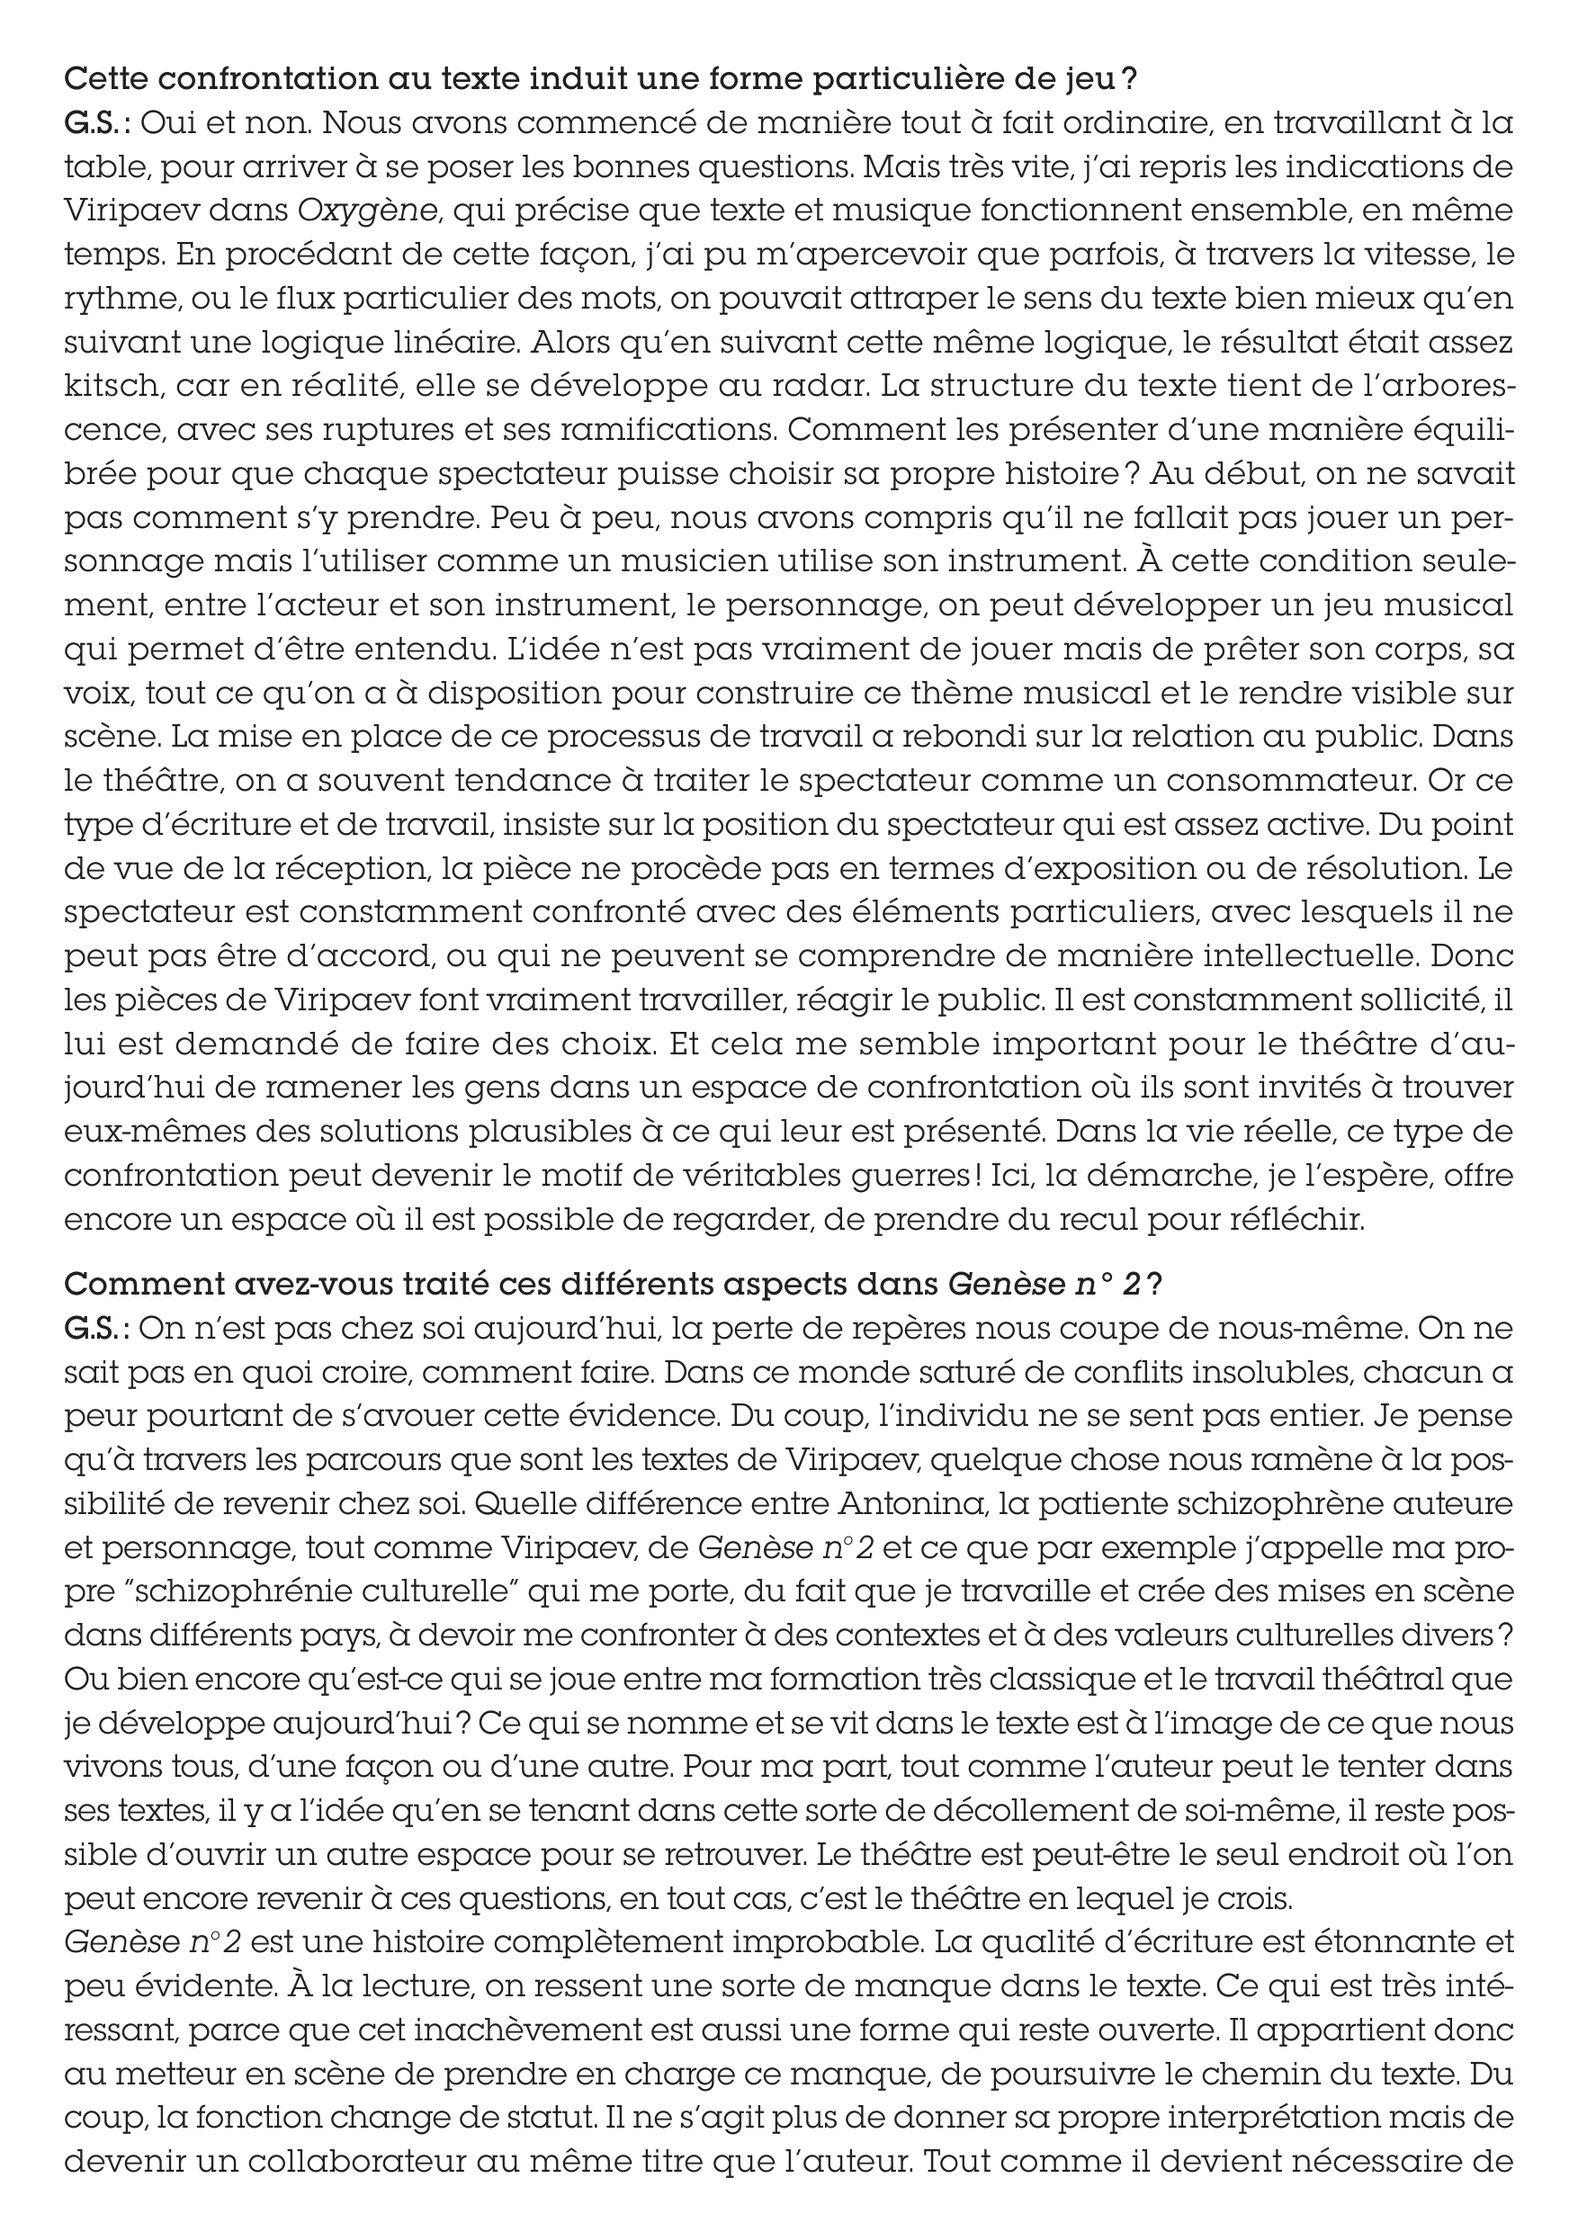 Cette confrontation au texte induit une forme particulière de jeu ?
G.S. : Oui et non. Nous avons commencé de manière tout à fait ordinaire, en travaillant à la
table, pour arriver à se poser les bonnes questions. Mais très vite, j’ai repris les indications de
Viripaev dans Oxygène, qui précise que texte et musique fonctionnent ensemble, en même
temps. En procédant de cette façon, j’ai pu m’apercevoir que parfois, à travers la vitesse, le
rythme, ou le flux particulier des mots, on pouvait attraper le sens du texte bien mieux qu’en
suivant une logique linéaire. Alors qu’en suivant cette même logique, le résultat était assez
kitsch, car en réalité, elle se développe au radar. La structure du texte tient de l’arbores-
cence, avec ses ruptures et ses ramifications. Comment les présenter d’une manière équili-
brée pour que chaque spectateur puisse choisir sa propre histoire ? Au début, on ne savait
pas comment s’y prendre. Peu à peu, nous avons compris qu’il ne fallait pas jouer un per-
sonnage mais l’utiliser comme un musicien utilise son instrument. À cette condition seule-
ment, entre l’acteur et son instrument, le personnage, on peut développer un jeu musical
qui permet d’être entendu. L’idée n’est pas vraiment de jouer mais de prêter son corps, sa
voix, tout ce qu’on a à disposition pour construire ce thème musical et le rendre visible sur
scène. La mise en place de ce processus de travail a rebondi sur la relation au public. Dans
le théâtre, on a souvent tendance à traiter le spectateur comme un consommateur. Or ce
type d’écriture et de travail, insiste sur la position du spectateur qui est assez active. Du point
de vue de la réception, la pièce ne procède pas en termes d’exposition ou de résolution. Le
spectateur est constamment confronté avec des éléments particuliers, avec lesquels il ne
peut pas être d’accord, ou qui ne peuvent se comprendre de manière intellectuelle. Donc
les pièces de Viripaev font vraiment travailler, réagir le public. Il est constamment sollicité, il
lui est demandé de faire des choix. Et cela me semble important pour le théâtre d’au-
jourd’hui de ramener les gens dans un espace de confrontation où ils sont invités à trouver
eux-mêmes des solutions plausibles à ce qui leur est présenté. Dans la vie réelle, ce type de
confrontation peut devenir le motif de véritables guerres ! Ici, la démarche, je l’espère, offre
encore un espace où il est possible de regarder, de prendre du recul pour réfléchir.
Comment avez-vous traité ces différents aspects dans Genèse n° 2 ?
G.S. : On n’est pas chez soi aujourd’hui, la perte de repères nous coupe de nous-même. On ne
sait pas en quoi croire, comment faire. Dans ce monde saturé de conflits insolubles, chacun a
peur pourtant de s’avouer cette évidence. Du coup, l’individu ne se sent pas entier. Je pense
qu’à travers les parcours que sont les textes de Viripaev, quelque chose nous ramène à la pos-
sibilité de revenir chez soi. Quelle différence entre Antonina, la patiente schizophrène auteure
et personnage, tout comme Viripaev, de Genèse n°2 et ce que par exemple j’appelle ma pro-
pre “schizophrénie culturelle” qui me porte, du fait que je travaille et crée des mises en scène
dans différents pays, à devoir me confronter à des contextes et à des valeurs culturelles divers ?
Ou bien encore qu’est-ce qui se joue entre ma formation très classique et le travail théâtral que
je développe aujourd’hui ? Ce qui se nomme et se vit dans le texte est à l’image de ce que nous
vivons tous, d’une façon ou d’une autre. Pour ma part, tout comme l’auteur peut le tenter dans
ses textes, il y a l’idée qu’en se tenant dans cette sorte de décollement de soi-même, il reste pos-
sible d’ouvrir un autre espace pour se retrouver. Le théâtre est peut-être le seul endroit où l’on
peut encore revenir à ces questions, en tout cas, c’est le théâtre en lequel je crois.
Genèse n°2 est une histoire complètement improbable. La qualité d’écriture est étonnante et
peu évidente. À la lecture, on ressent une sorte de manque dans le texte. Ce qui est très inté-
ressant, parce que cet inachèvement est aussi une forme qui reste ouverte. Il appartient donc
au metteur en scène de prendre en charge ce manque, de poursuivre le chemin du texte. Du
coup, la fonction change de statut. Il ne s’agit plus de donner sa propre interprétation mais de
devenir un collaborateur au même titre que l’auteur. Tout comme il devient nécessaire de